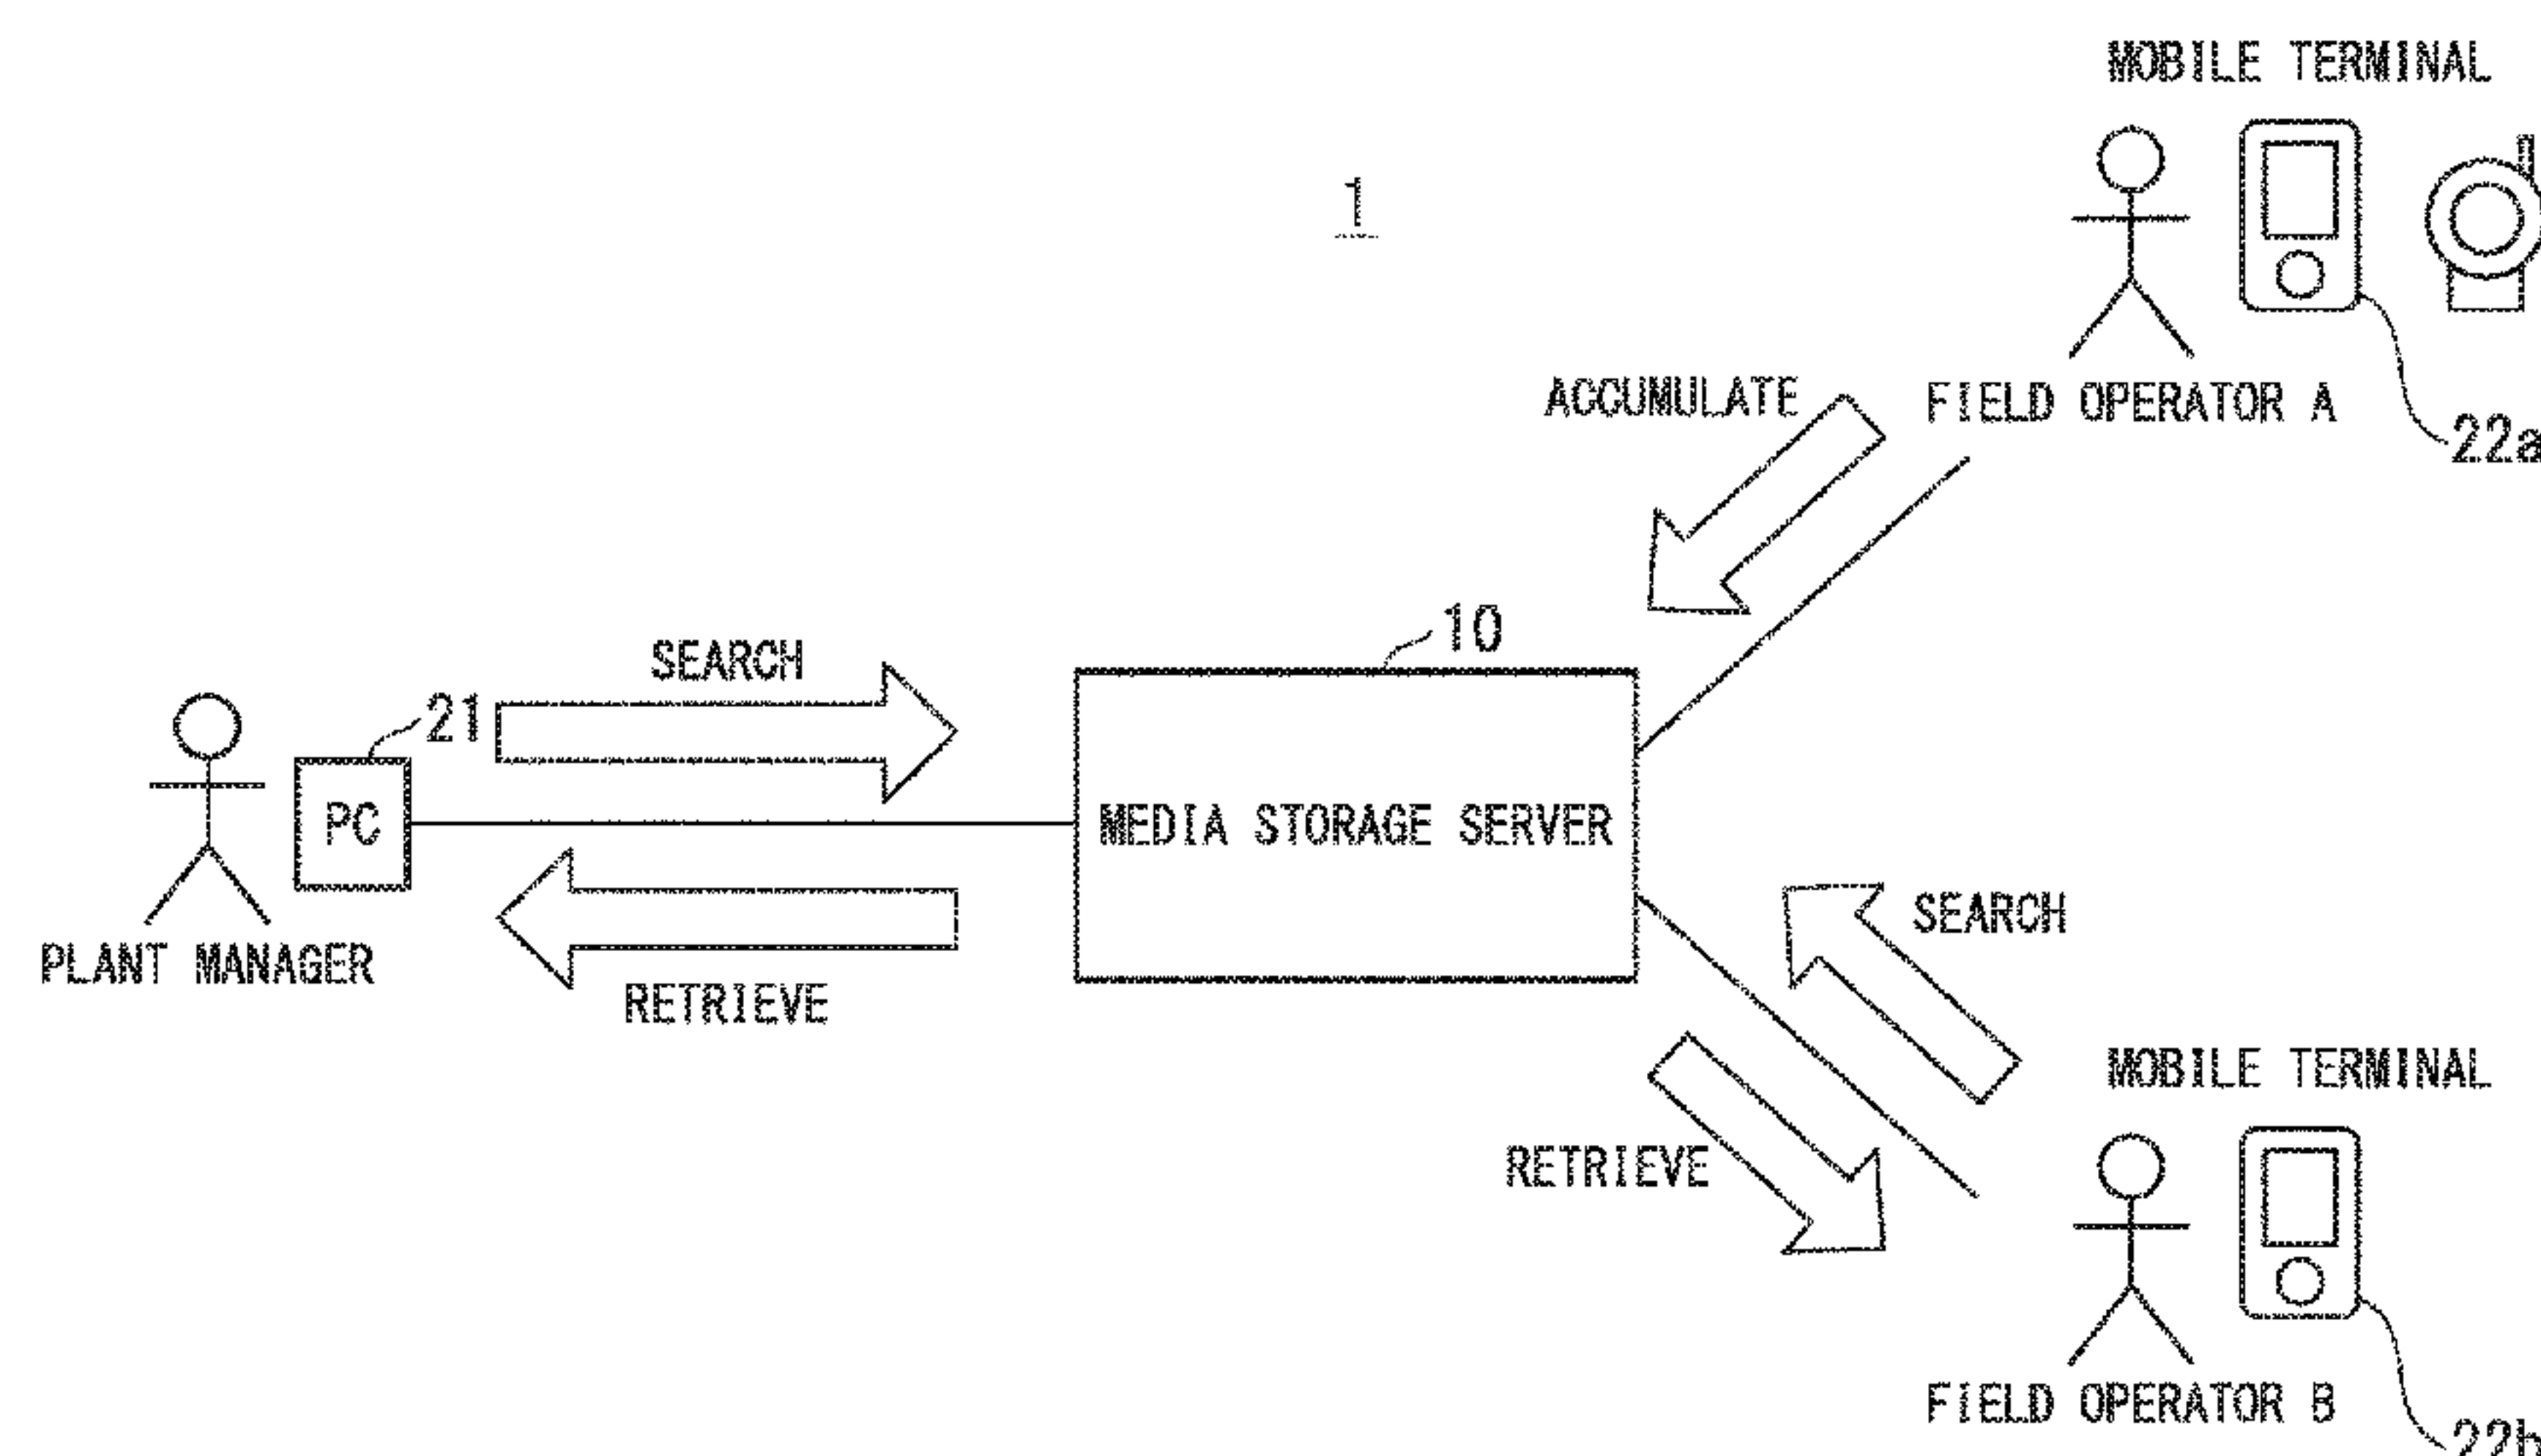 MOBILE TERMINAL
1
ACCUMULATE
FIELD OPERATOR A
22a
10
SEARCH
21
PC
MEDIA STORAGE SERVER
SEARCH
PLANT MANAGER
RETRIEVE
MOBILE TERMINAL
RETRIEVE
FIELD OPERATOR B
22b